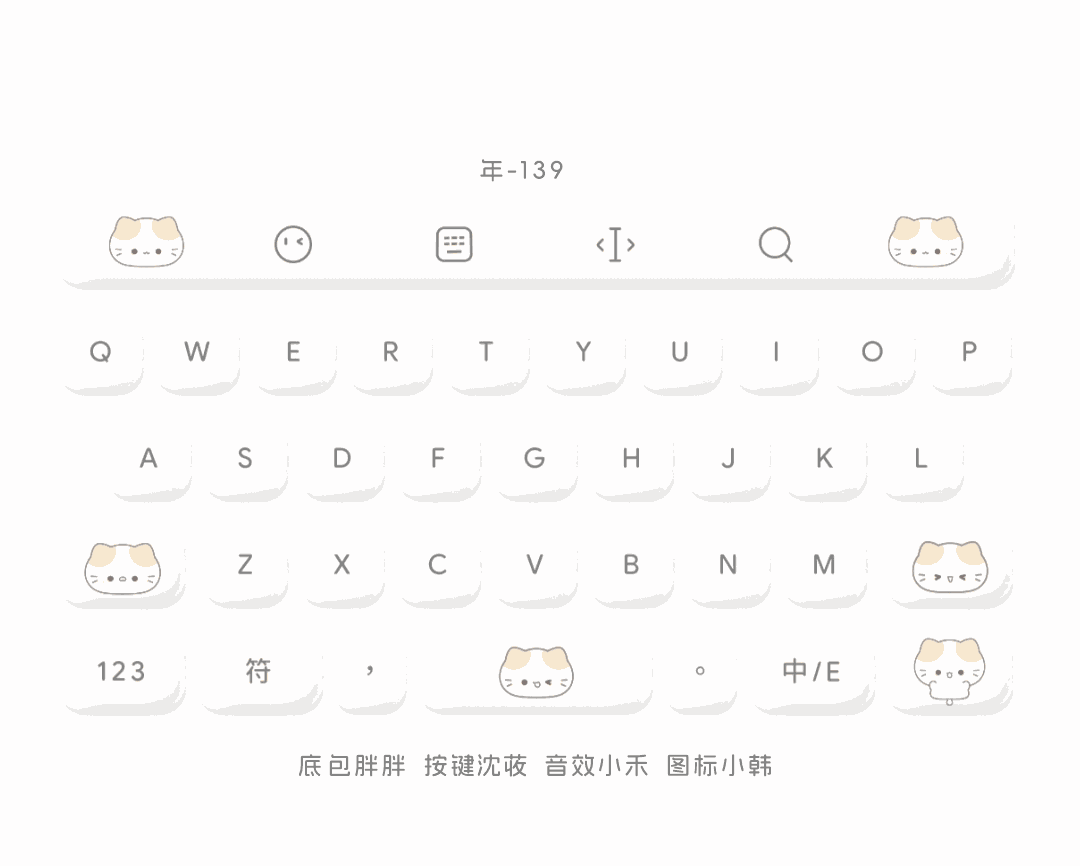 年-139
Q W E R T Y U I O P
A S D F G H J K L
Z X C V B N M
123 符 , 。 中/E
底包胖胖 按键沈荍 音效小禾 图标小韩